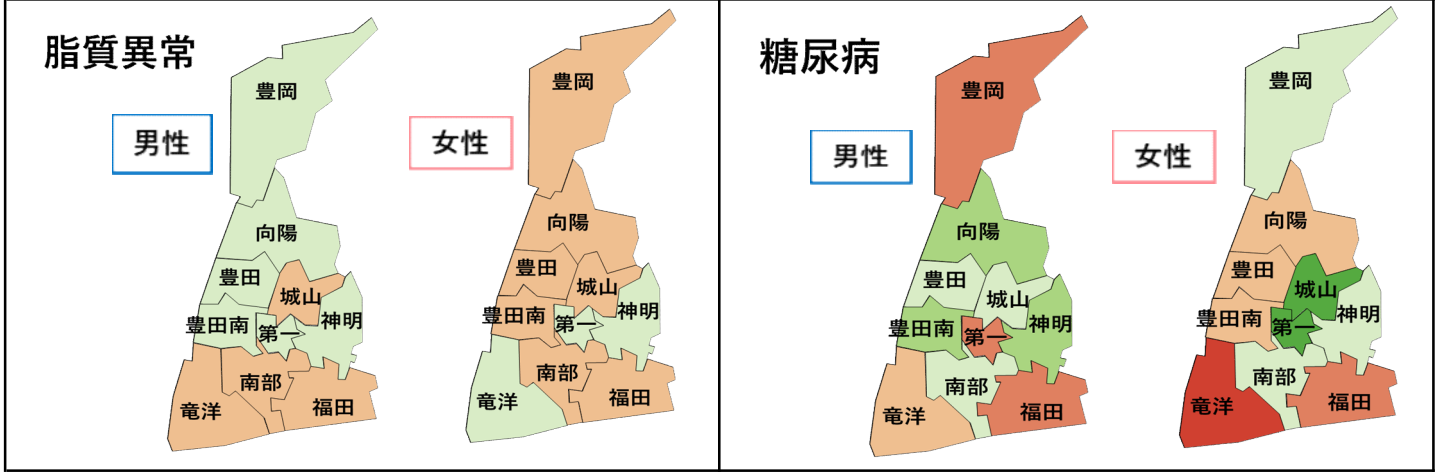 脂質異常
男性
豊岡
向陽
豊田
城山
豊田南
第一
神明
南部
竜洋
福田
女性
豊岡
向陽
豊田
城山
豊田南
第一
神明
南部
竜洋
福田
糖尿病
男性
豊岡
向陽
豊田
城山
豊田南
第一
神明
南部
竜洋
福田
女性
豊岡
向陽
豊田
城山
豊田南
第一
神明
南部
竜洋
福田